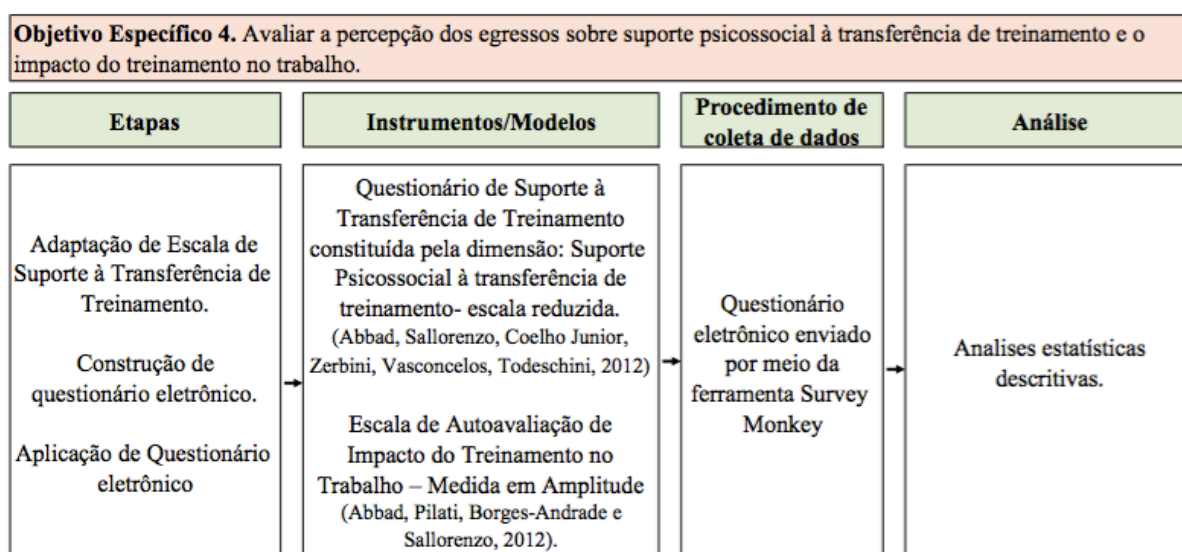 Objetivo Específico 4. Avaliar a percepção dos egressos sobre suporte psicossocial à transferência de treinamento e o
impacto do treinamento no trabalho.
Etapas
Instrumentos/Modelos
Procedimento de
coleta de dados
Análise
Adaptação de Escala de
Suporte à Transferência de
Treinamento.
Construção de
questionário eletrônico.
Aplicação de Questionário
eletrônico
Questionário de Suporte à
Transferência de Treinamento
constituída pela dimensão: Suporte
Psicossocial à transferência de
treinamento- escala reduzida.
(Abbad, Sallorenzo, Coelho Junior,
Zerbini, Vasconcelos, Todeschini, 2012)
Escala de Autoavaliação de
Impacto do Treinamento no
Trabalho – Medida em Amplitude
(Abbad, Pilati, Borges-Andrade e
Sallorenzo, 2012).
Questionário
eletrônico enviado
por meio da
ferramenta Survey
Monkey
Analises estatísticas
descritivas.